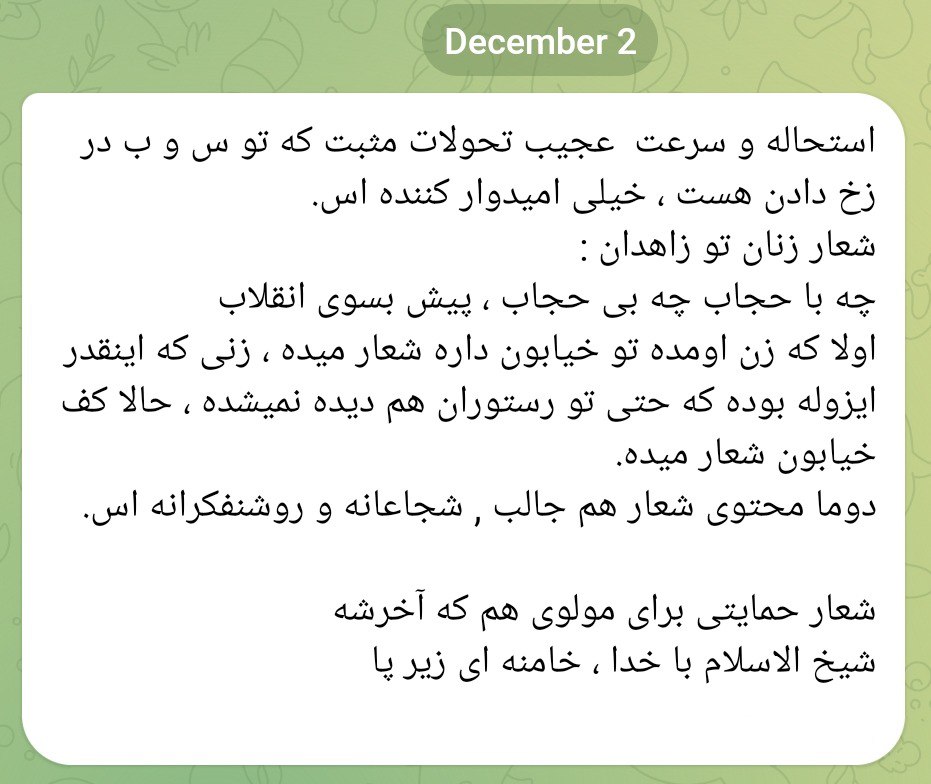 December 2
استحاله و سرعت  عجیب تحولات مثبت که تو س و ب در
زخ دادن هست ، خیلی امیدوار کننده اس.
شعار زنان تو زاهدان :
چه با حجاب چه بی حجاب ، پیش بسوی انقلاب
اولا که زن اومده تو خیابون داره شعار میده ، زنی که اینقدر
ایزوله بوده که حتی تو رستوران هم دیده نمیشده ، حالا کف
خیابون شعار میده.
دوما محتوی شعار هم جالب , شجاعانه و روشنفکرانه اس.
شعار حمایتی برای مولوی هم که آخرشه
شیخ الاسلام با خدا ، خامنه ای زیر پا